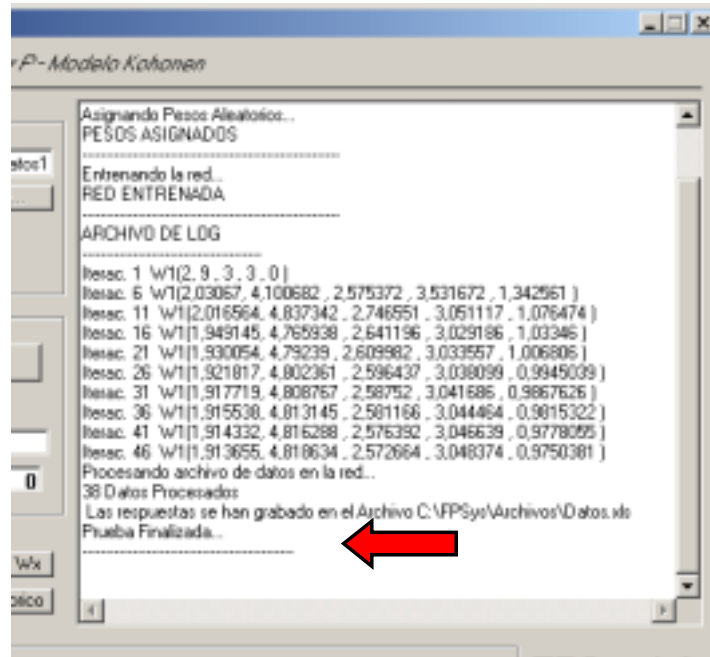 P - Modelo Kohonen
Asignando Pesos Aleatorios...
PESOS ASIGNADOS
----------------------------------------------------
Entrenando la red...
RED ENTRENADA
----------------------------------------------------
ARCHIVO DE LOG
------------------------------------
Iterac. 1 W1(2, 9 , 3 , 3 , 0 )
Iterac. 6 W1(2,03067, 4,100682 , 2,575372 , 3,531672 , 1,342561 )
Iterac. 11 W1(2,016564, 4,837342 , 2,746551 , 3,051117 , 1,076474 )
Iterac. 16 W1(1,949145, 4,765938 , 2,641196 , 3,029186 , 1,03346 )
Iterac. 21 W1(1,930054, 4,79239 , 2,609982 , 3,033557 , 1,006806 )
Iterac. 26 W1(1,921817, 4,802361 , 2,596437 , 3,038099 , 0,9945039 )
Iterac. 31 W1(1,917719, 4,808767 , 2,58752 , 3,041686 , 0,9867626 )
Iterac. 36 W1(1,915538, 4,813145 , 2,581166 , 3,044464 , 0,9815322 )
Iterac. 41 W1(1,914332, 4,816288 , 2,576392 , 3,046639 , 0,9778055 )
Iterac. 46 W1(1,913655, 4,818634 , 2,572664 , 3,048374 , 0,9750381 )
Procesando archivo de datos en la red...
38 Datos Procesados
Las respuestas se han grabado en el Archivo C:\FPSys\Archivos\Datos.xls
Prueba Finalizada...
-------------------------------------------
atos1
...
0
Wx
orico